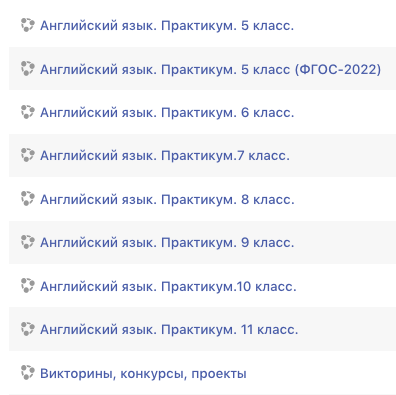 Английский язык. Практикум. 5 класс.
Английский язык. Практикум. 5 класс (ФГОС-2022)
Английский язык. Практикум. 6 класс.
Английский язык. Практикум.7 класс.
Английский язык. Практикум. 8 класс.
Английский язык. Практикум. 9 класс.
Английский язык. Практикум.10 класс.
Английский язык. Практикум. 11 класс.
Викторины, конкурсы, проекты